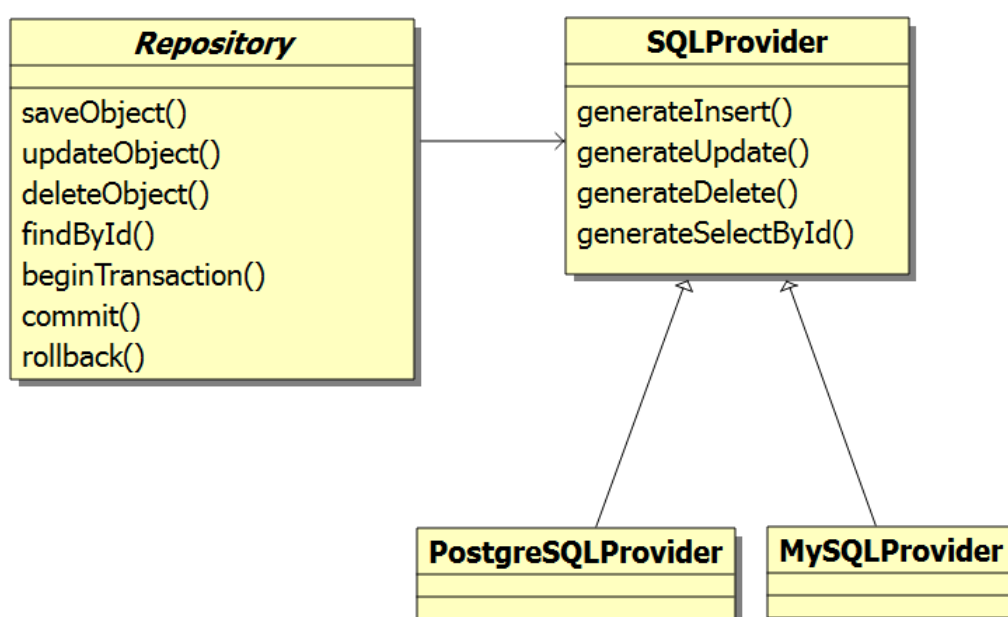 Repository
saveObject()
updateObject()
deleteObject()
findById()
beginTransaction()
commit()
rollback()
SQLProvider
generateInsert()
generateUpdate()
generateDelete()
generateSelectById()
PostgreSQLProvider
MySQLProvider